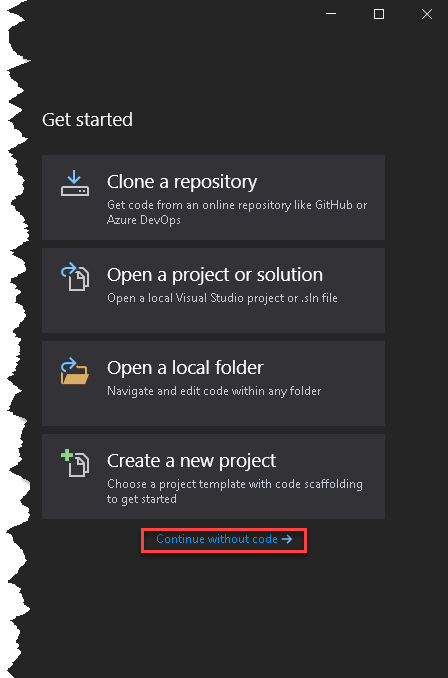 Get started
Clone a repository
Get code from an online repository like GitHub or
Azure DevOps
Open a project or solution
Open a local Visual Studio project or .sln file
Open a local folder
Navigate and edit code within any folder
Create a new project
Choose a project template with code scaffolding
to get started
Continue without code →